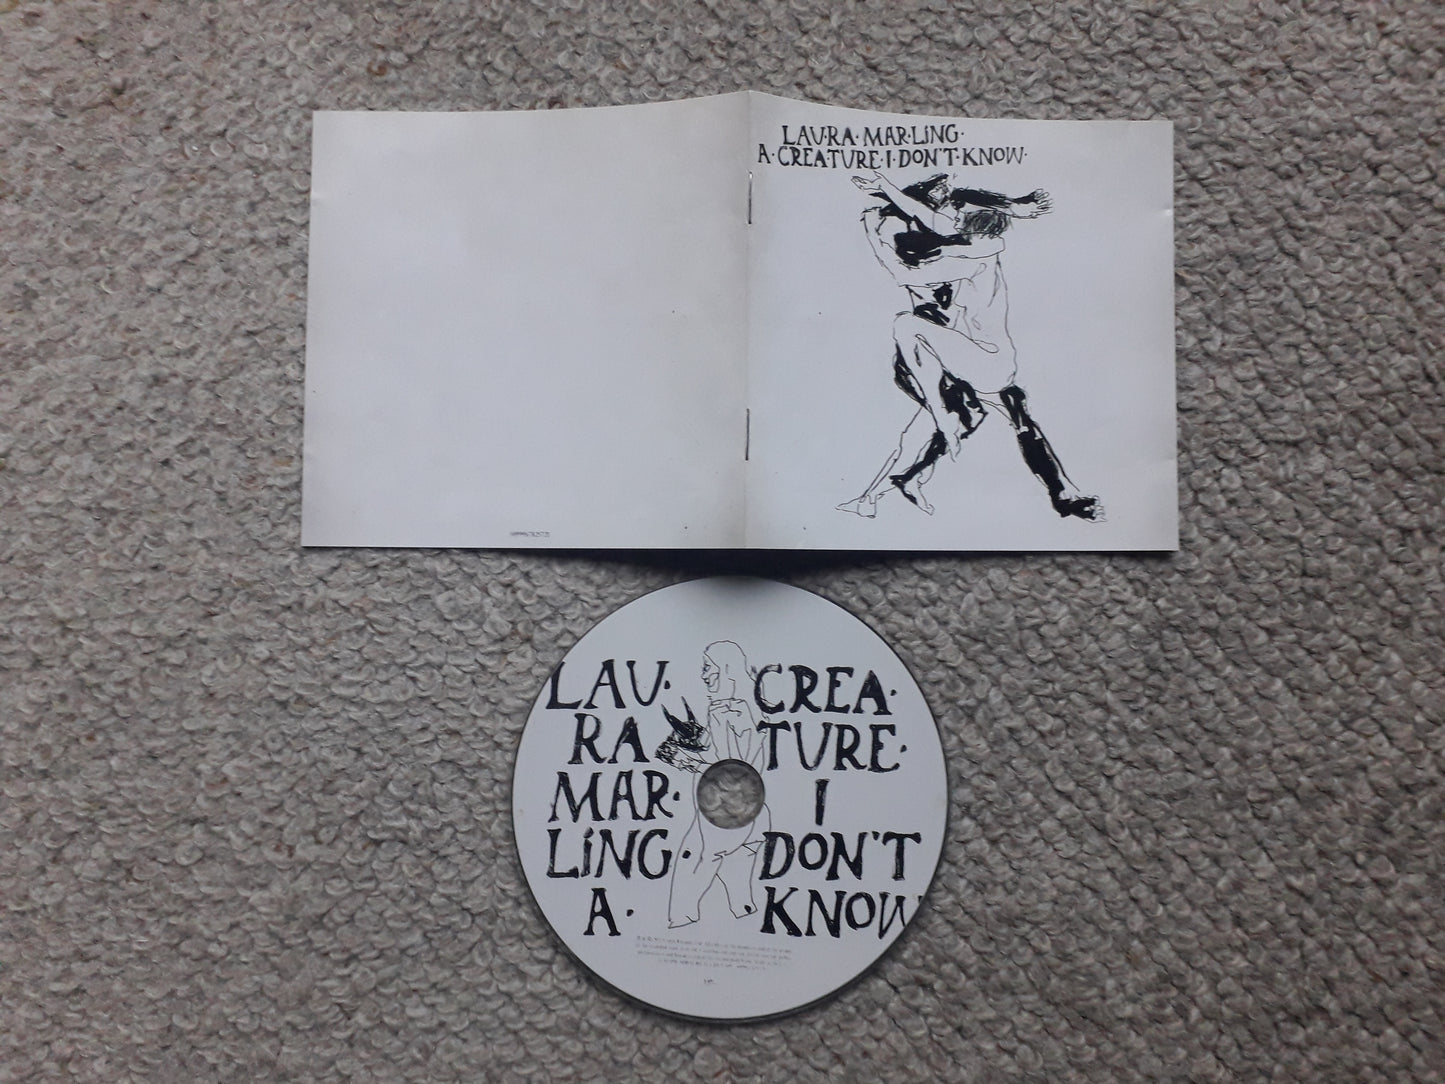 LAU·RA· MAR·LiNG·
A· CREA·TURE· I· DON'T· KNOW·
LAU· CREA·
RA TURE·
MAR· I
LiNG· DON'T
A· KNOW